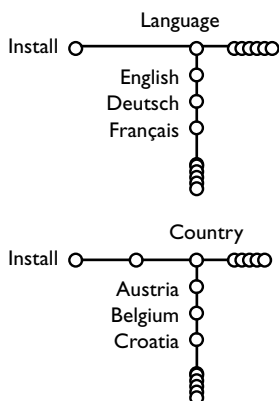 Language
Install
English
Deutsch
Français
Country
Install
Austria
Belgium
Croatia